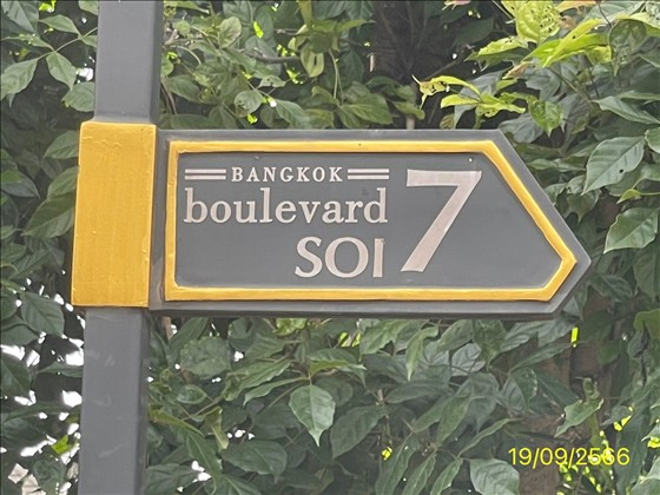 BANGKOK
boulevard
SOI 7
19/09/2566